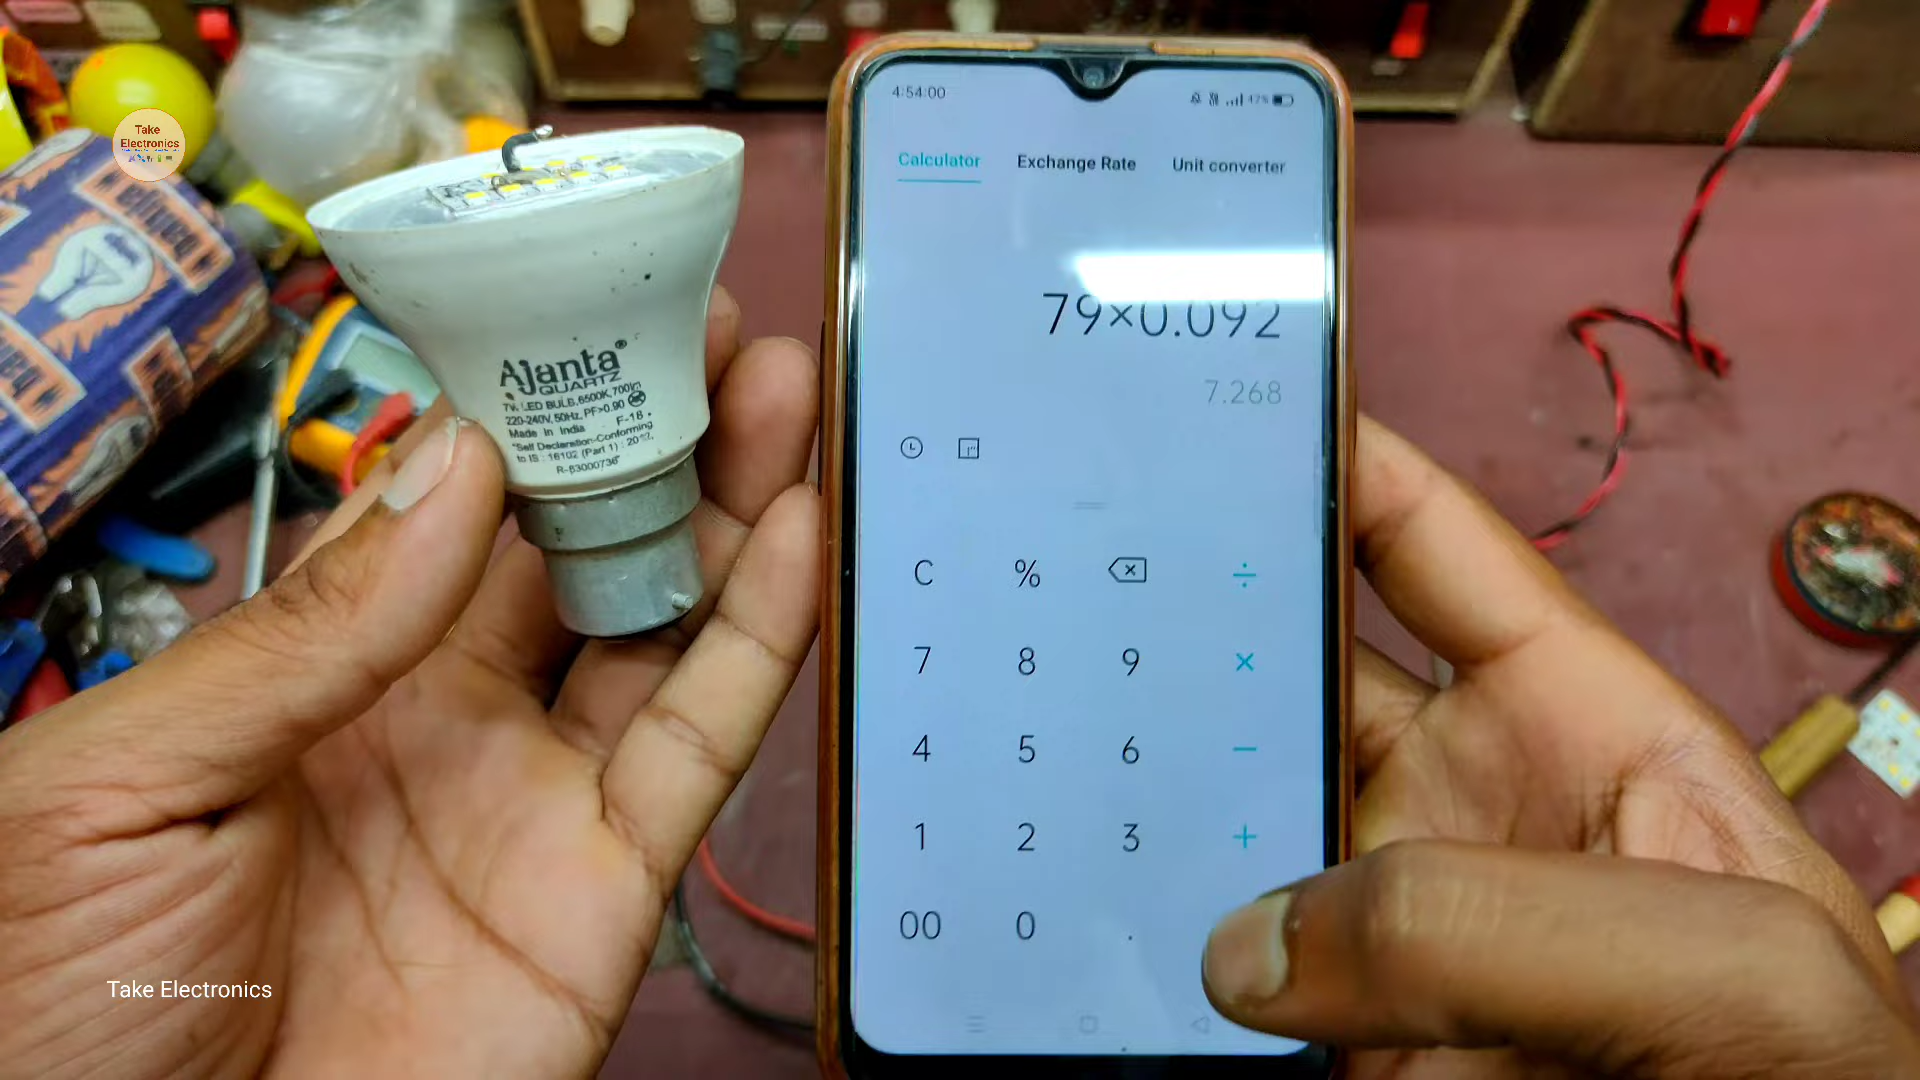 Take
Electronics
Ajanta®
QUARTZ
7W LED BULB, 6500K, 700lm
220-240V, 50Hz, PF>0.90
Made in India F-18
"Self Declaration-Conforming
to IS : 16102 (Part 1) :
R-63000736
4:54:00
47%
Calculator Exchange Rate Unit converter
79×0.092
7.268
C % ÷
7 8 9 ×
4 5 6 −
1 2 3 +
00 0 .
Take Electronics